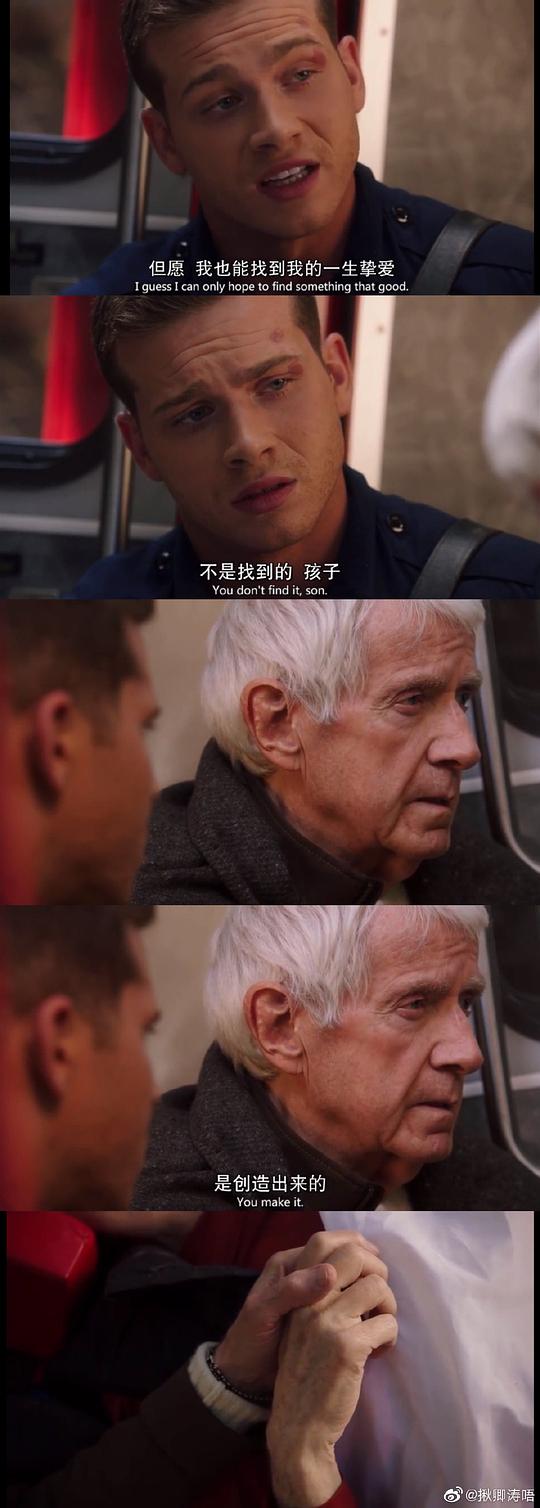 但愿 我也能找到我的一生挚爱
I guess I can only hope to find something that good.
不是找到的 孩子
You don't find it, son.
是创造出来的
You make it.
@揪卿涛唔